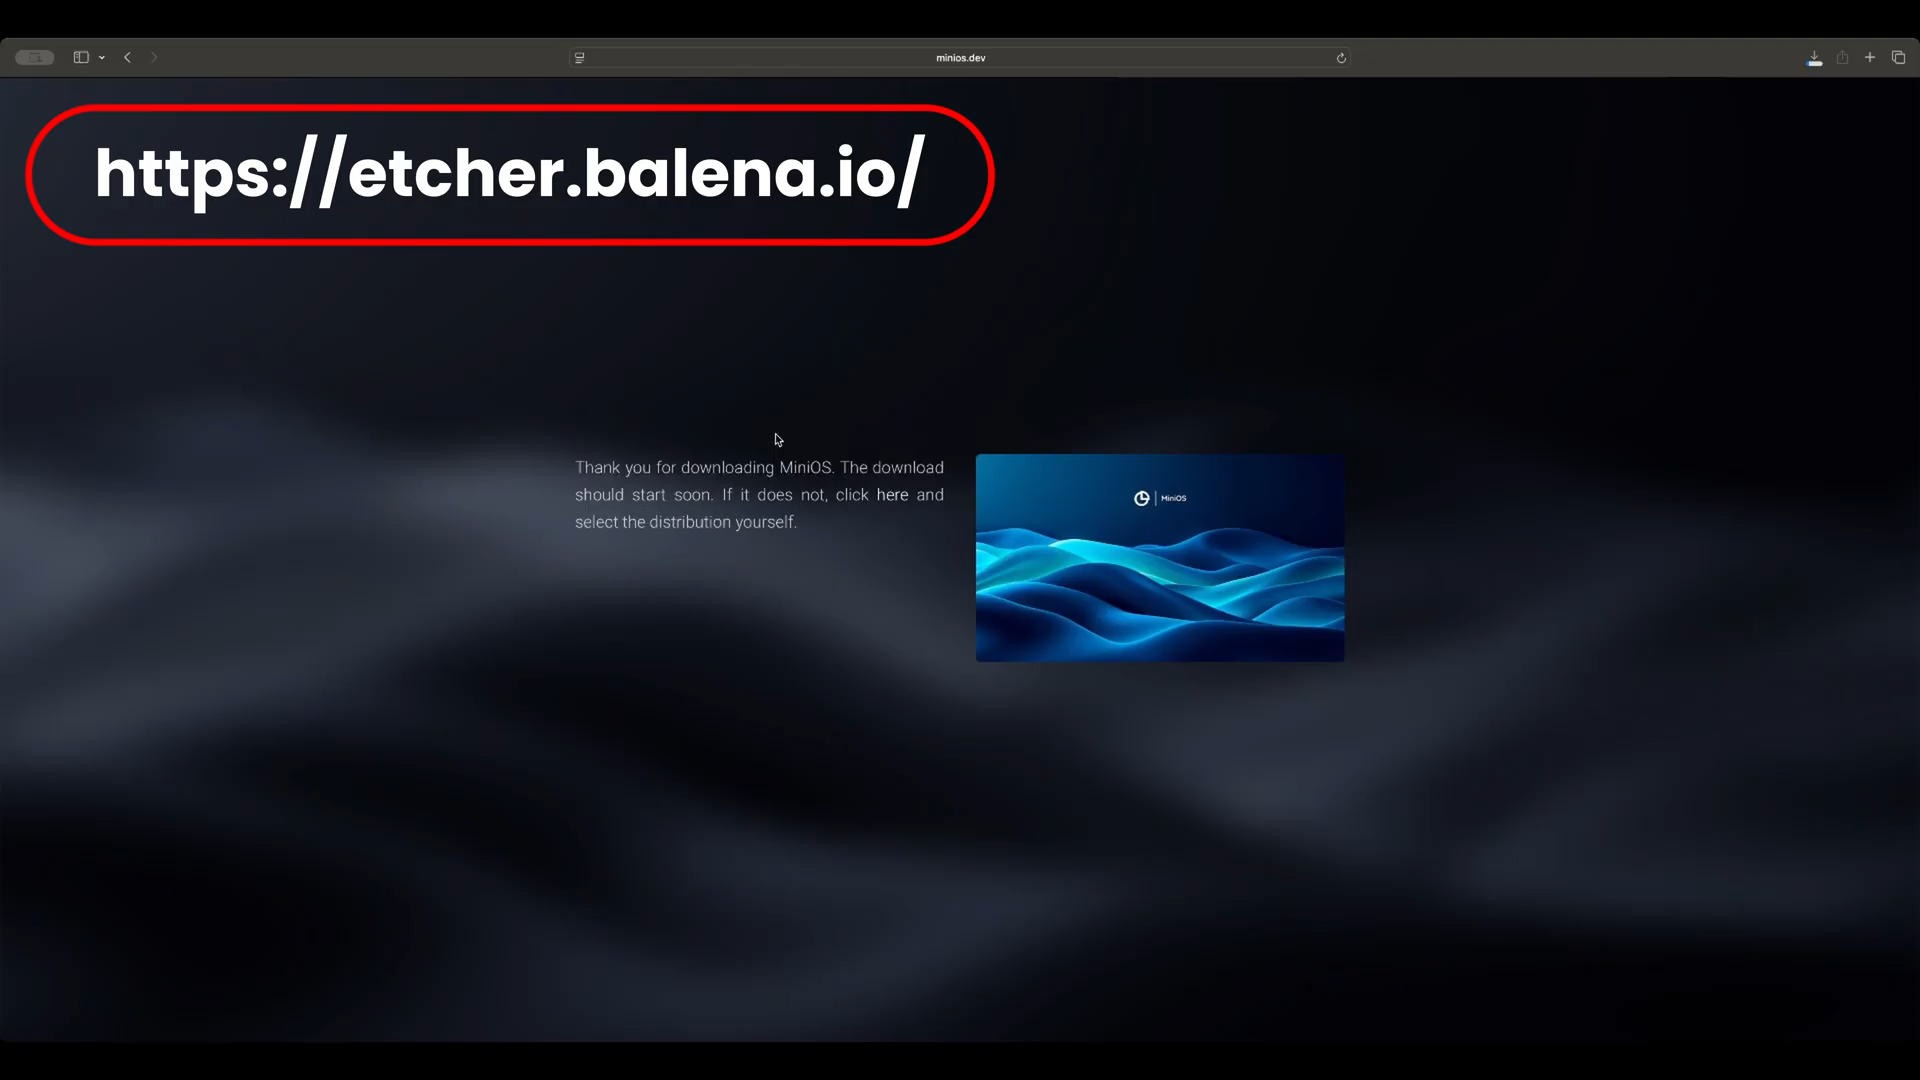 minios.dev
https://etcher.balena.io/
Thank you for downloading MiniOS. The download
should start soon. If it does not, click here and
select the distribution yourself.
MiniOS